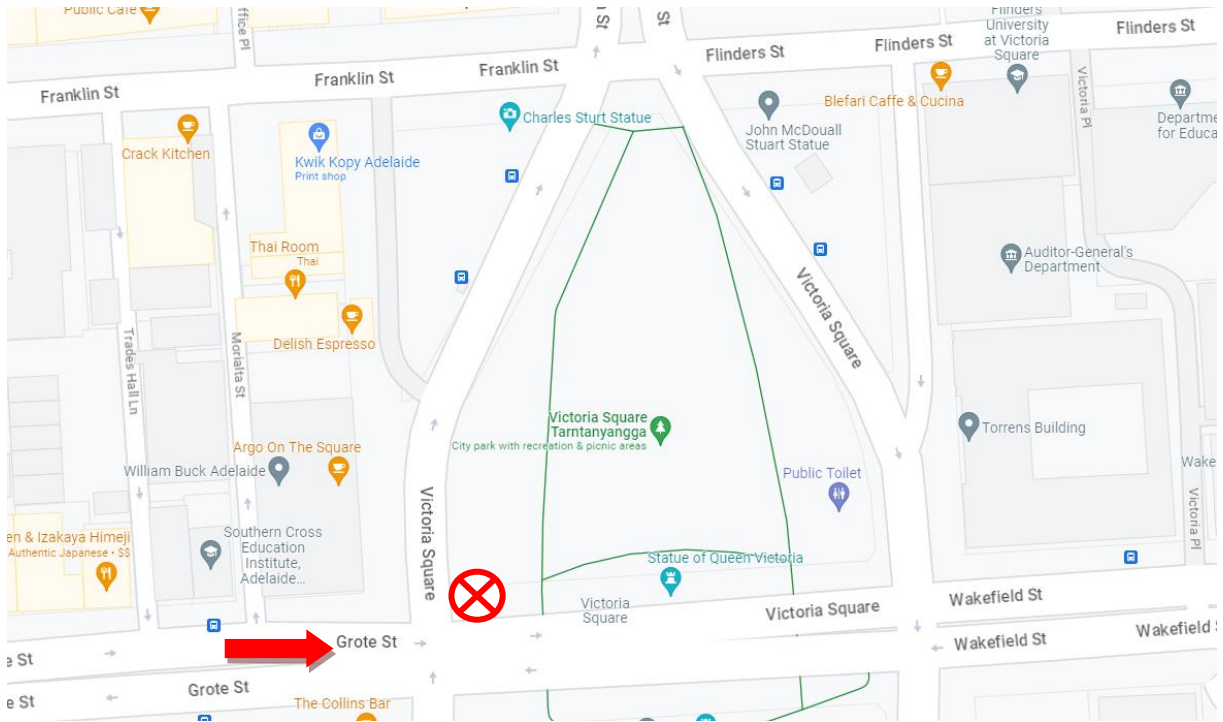 Public Cafe
ffice Pl
St
St
Flinders
University
at Victoria
Square
Flinders St
Flinders St
Flinders St
Franklin St
Franklin St
Franklin St
Blefari Caffe & Cucina
Victoria Pl
Departme
for Educa
Charles Sturt Statue
John McDouall
Stuart Statue
Crack Kitchen
Kwik Kopy Adelaide
Print shop
Thai Room
Thai
Auditor-General's
Department
Victoria Square
Delish Espresso
Trades Hall Ln
Morialta St
Victoria Square
Tarntanyangga
City park with recreation & picnic areas
Torrens Building
Argo On The Square
William Buck Adelaide
Public Toilet
Wake
Victoria Square
Victoria Pl
en & Izakaya Himeji
Authentic Japanese • $$
Southern Cross
Education
Institute,
Adelaide...
Statue of Queen Victoria
Victoria
Square
Victoria Square
Wakefield St
Grote St
Wakefield St
Wakefield S
e St
Grote St
e St
The Collins Bar